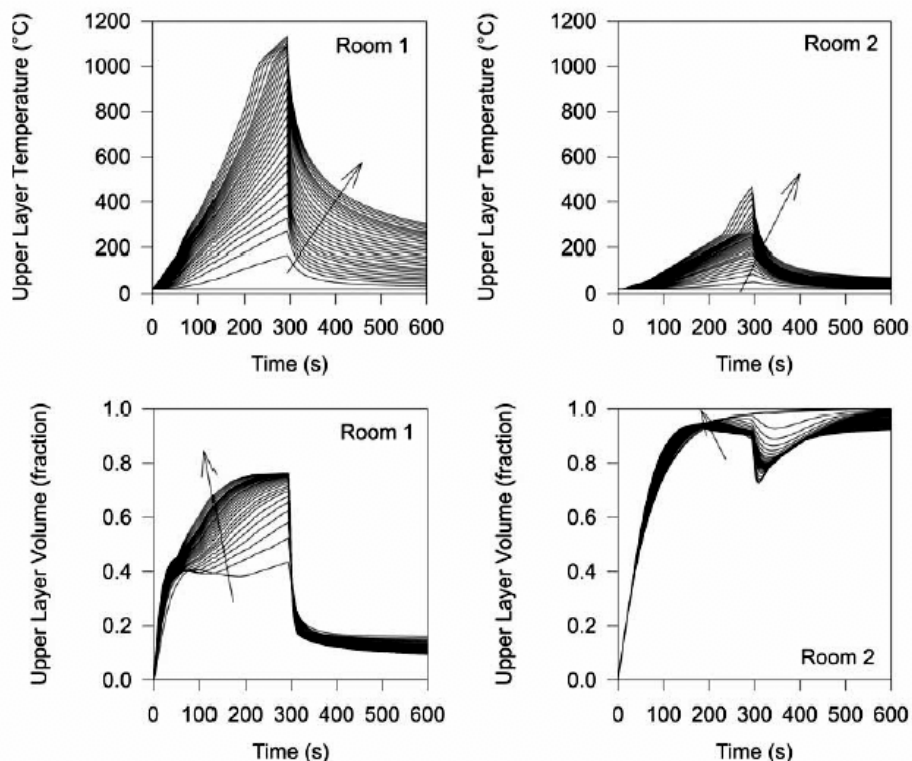 Upper Layer Temperature (°C)
1200
1000
800
600
400
200
0
Room 1
0 100 200 300 400 500 600
Time (s)
Upper Layer Temperature (°C)
1200
1000
800
600
400
200
0
Room 2
0 100 200 300 400 500 600
Time (s)
Upper Layer Volume (fraction)
1.0
0.8
0.6
0.4
0.2
0.0
Room 1
0 100 200 300 400 500 600
Time (s)
Upper Layer Volume (fraction)
1.0
0.8
0.6
0.4
0.2
0.0
Room 2
0 100 200 300 400 500 600
Time (s)